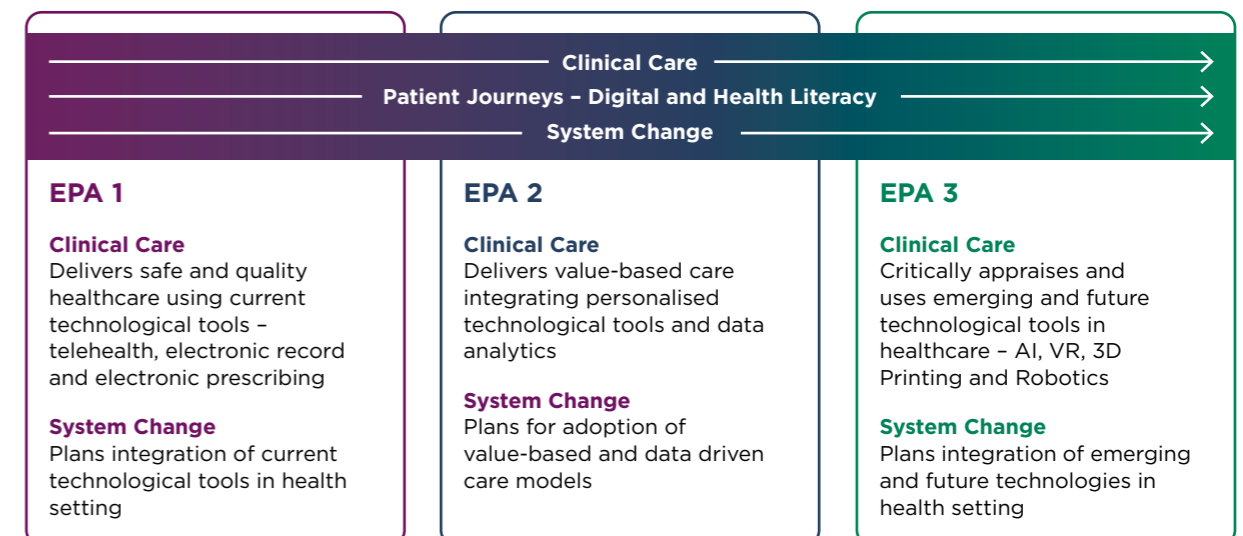 Clinical Care
Patient Journeys – Digital and Health Literacy
System Change
EPA 1
Clinical Care
Delivers safe and quality
healthcare using current
technological tools –
telehealth, electronic record
and electronic prescribing
System Change
Plans integration of current
technological tools in health
setting
EPA 2
Clinical Care
Delivers value-based care
integrating personalised
technological tools and data
analytics
System Change
Plans for adoption of
value-based and data driven
care models
EPA 3
Clinical Care
Critically appraises and
uses emerging and future
technological tools in
healthcare – AI, VR, 3D
Printing and Robotics
System Change
Plans integration of emerging
and future technologies in
health setting